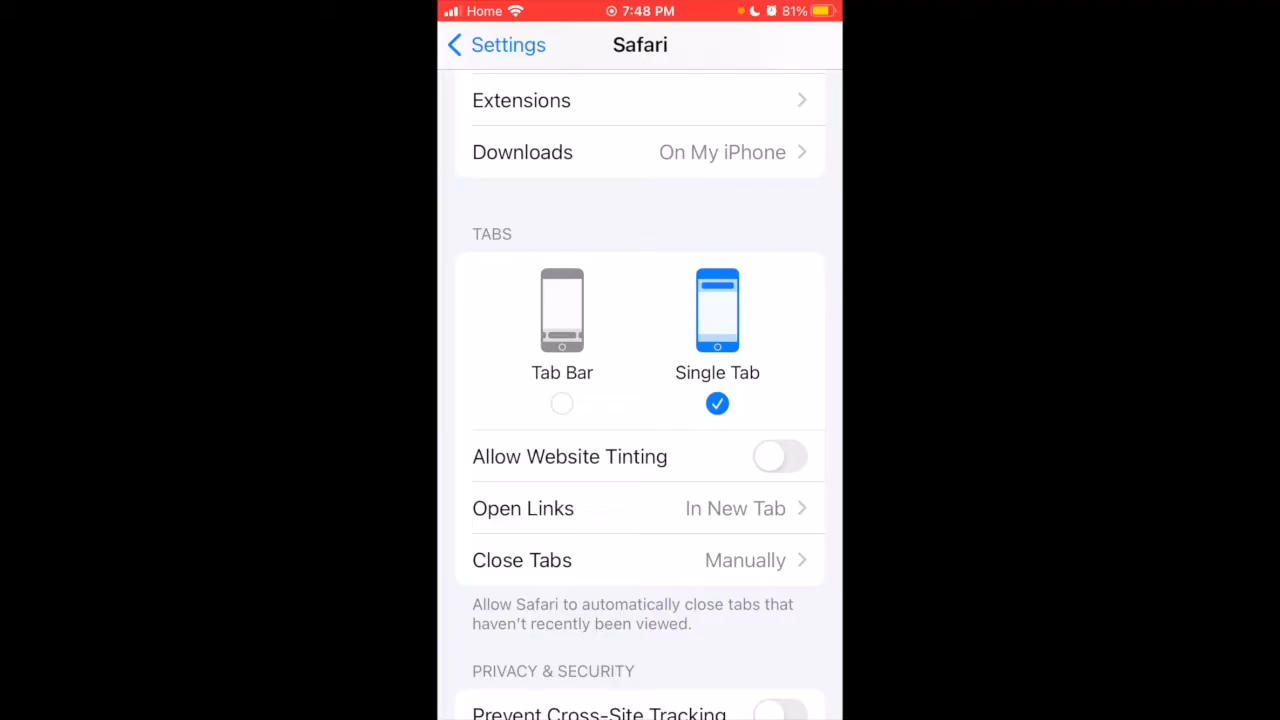 Home 7:48 PM 81%
Settings Safari
Extensions
Downloads On My iPhone
TABS
Tab Bar Single Tab
Allow Website Tinting
Open Links In New Tab
Close Tabs Manually
Allow Safari to automatically close tabs that
haven't recently been viewed.
PRIVACY & SECURITY
Prevent Cross-Site Tracking